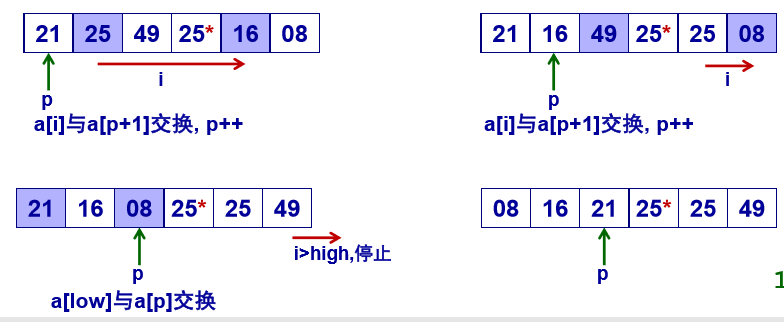 21 25 49 25* 16 08
i
p
a[i]与a[p+1]交换, p++
21 16 49 25* 25 08
i
p
a[i]与a[p+1]交换, p++
21 16 08 25* 25 49
i>high,停止
p
a[low]与a[p]交换
08 16 21 25* 25 49
p
1